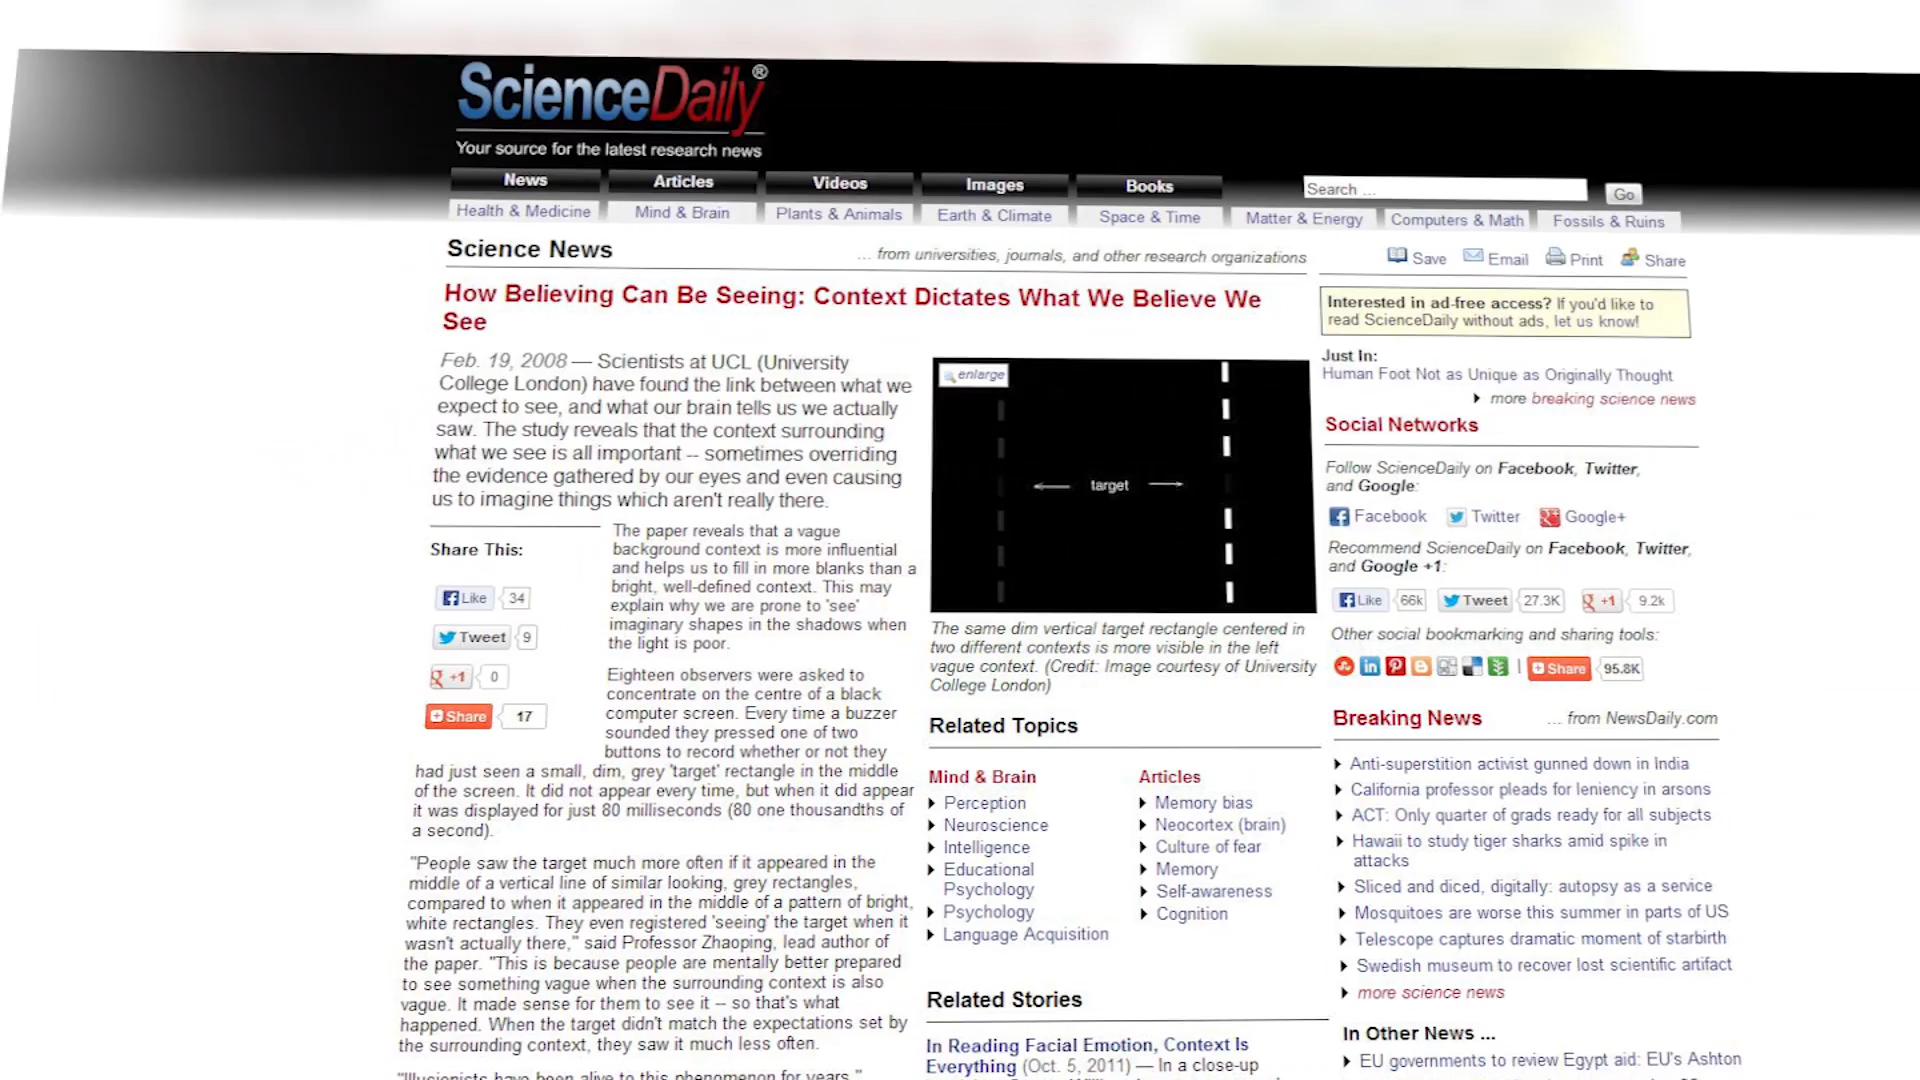 ScienceDaily®
Your source for the latest research news
News Articles Videos Images Books
Search ... Go
Health & Medicine Mind & Brain Plants & Animals Earth & Climate Space & Time Matter & Energy Computers & Math Fossils & Ruins
Science News ... from universities, journals, and other research organizations
Save Email Print Share
How Believing Can Be Seeing: Context Dictates What We Believe We
See
Feb. 19, 2008 — Scientists at UCL (University
College London) have found the link between what we
expect to see, and what our brain tells us we actually
saw. The study reveals that the context surrounding
what we see is all important -- sometimes overriding
the evidence gathered by our eyes and even causing
us to imagine things which aren't really there.
Share This:
Like 34
Tweet 9
+1 0
Share 17
The paper reveals that a vague
background context is more influential
and helps us to fill in more blanks than a
bright, well-defined context. This may
explain why we are prone to 'see'
imaginary shapes in the shadows when
the light is poor.
Eighteen observers were asked to
concentrate on the centre of a black
computer screen. Every time a buzzer
sounded they pressed one of two
buttons to record whether or not they
had just seen a small, dim, grey 'target' rectangle in the middle
of the screen. It did not appear every time, but when it did appear
it was displayed for just 80 milliseconds (80 one thousandths of
a second).
"People saw the target much more often if it appeared in the
middle of a vertical line of similar looking, grey rectangles,
compared to when it appeared in the middle of a pattern of bright,
white rectangles. They even registered 'seeing' the target when it
wasn't actually there," said Professor Zhaoping, lead author of
the paper. "This is because people are mentally better prepared
to see something vague when the surrounding context is also
vague. It made sense for them to see it -- so that's what
happened. When the target didn't match the expectations set by
the surrounding context, they saw it much less often.
"Illusionists have been alive to this phenomenon for years,"
enlarge
target
The same dim vertical target rectangle centered in
two different contexts is more visible in the left
vague context. (Credit: Image courtesy of University
College London)
Related Topics
Mind & Brain
Perception
Neuroscience
Intelligence
Educational
Psychology
Psychology
Language Acquisition
Articles
Memory bias
Neocortex (brain)
Culture of fear
Memory
Self-awareness
Cognition
Related Stories
In Reading Facial Emotion, Context Is
Everything (Oct. 5, 2011) — In a close-up
Interested in ad-free access? If you'd like to
read ScienceDaily without ads, let us know!
Just In:
Human Foot Not as Unique as Originally Thought
more breaking science news
Social Networks
Follow ScienceDaily on Facebook, Twitter,
and Google:
Facebook Twitter Google+
Recommend ScienceDaily on Facebook, Twitter,
and Google +1:
Like 66k Tweet 27.3K +1 9.2k
Other social bookmarking and sharing tools:
Share 95.8K
Breaking News ... from NewsDaily.com
Anti-superstition activist gunned down in India
California professor pleads for leniency in arsons
ACT: Only quarter of grads ready for all subjects
Hawaii to study tiger sharks amid spike in
attacks
Sliced and diced, digitally: autopsy as a service
Mosquitoes are worse this summer in parts of US
Telescope captures dramatic moment of starbirth
Swedish museum to recover lost scientific artifact
more science news
In Other News ...
EU governments to review Egypt aid: EU's Ashton